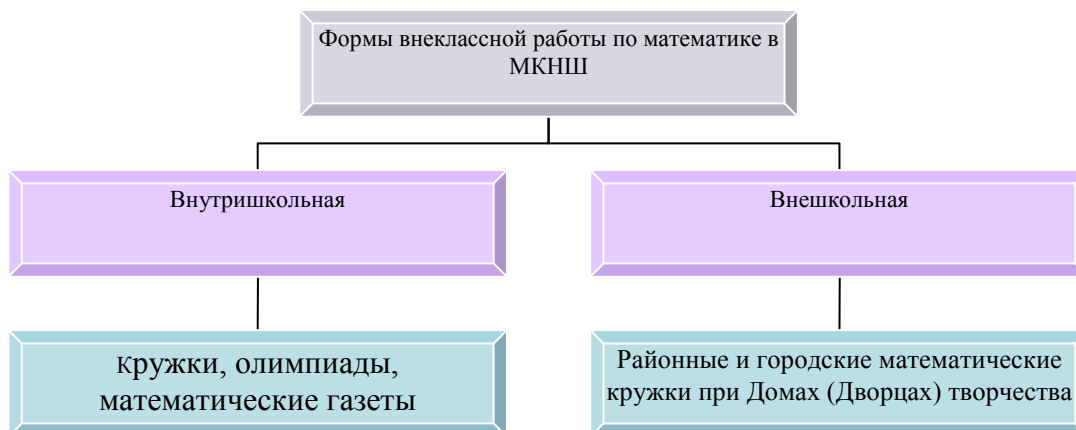 Формы внеклассной работы по математике в
МКНШ
Внутришкольная
Внешкольная
Кружки, олимпиады,
математические газеты
Районные и городские математические
кружки при Домах (Дворцах) творчества